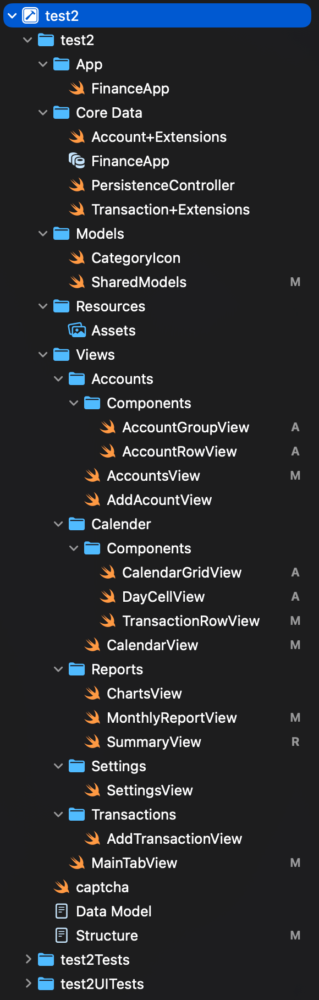 test2
test2
App
FinanceApp
Core Data
Account+Extensions
FinanceApp
PersistenceController
Transaction+Extensions
Models
CategoryIcon
SharedModels M
Resources
Assets
Views
Accounts
Components
AccountGroupView A
AccountRowView A
AccountsView M
AddAcountView
Calender
Components
CalendarGridView A
DayCellView A
TransactionRowView M
CalendarView M
Reports
ChartsView
MonthlyReportView M
SummaryView R
Settings
SettingsView
Transactions
AddTransactionView
MainTabView M
captcha
Data Model
Structure M
test2Tests
test2UITests